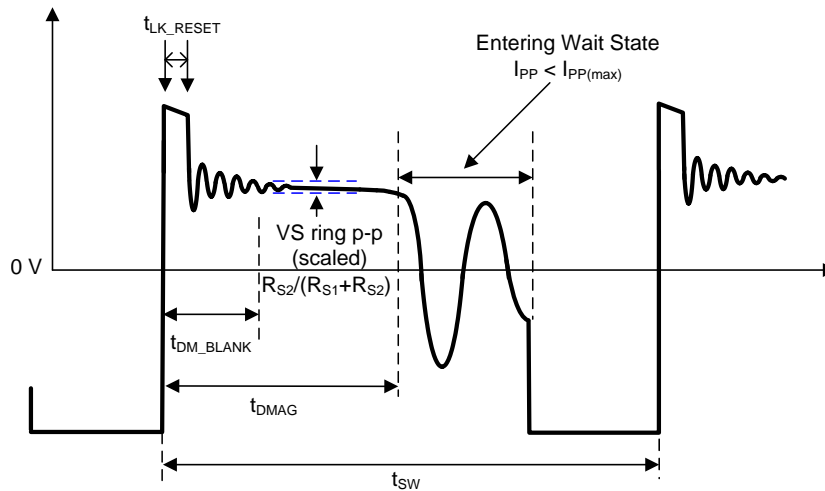 tLK_RESET
Entering Wait State
IPP < IPP(max)
VS ring p-p
(scaled)
RS2/(RS1+RS2)
0 V
tDM_BLANK
tDMAG
tSW